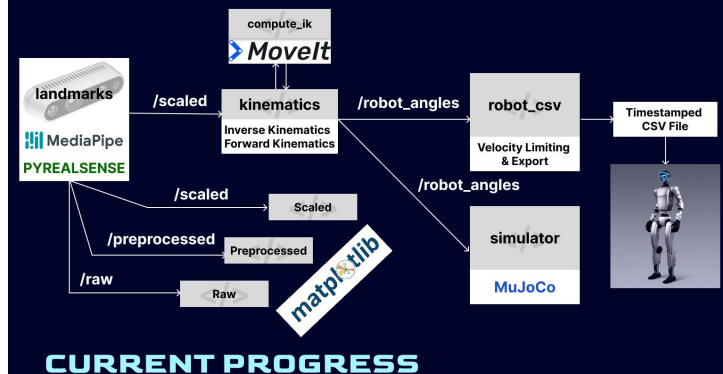 compute_ik
MoveIt
landmarks
MediaPipe
PYREALSENSE
/scaled
kinematics
Inverse Kinematics
Forward Kinematics
/robot_angles
robot_csv
Velocity Limiting
& Export
Timestamped
CSV File
/robot_angles
simulator
MuJoCo
/scaled
Scaled
/preprocessed
Preprocessed
/raw
Raw
matplotlib
CURRENT PROGRESS